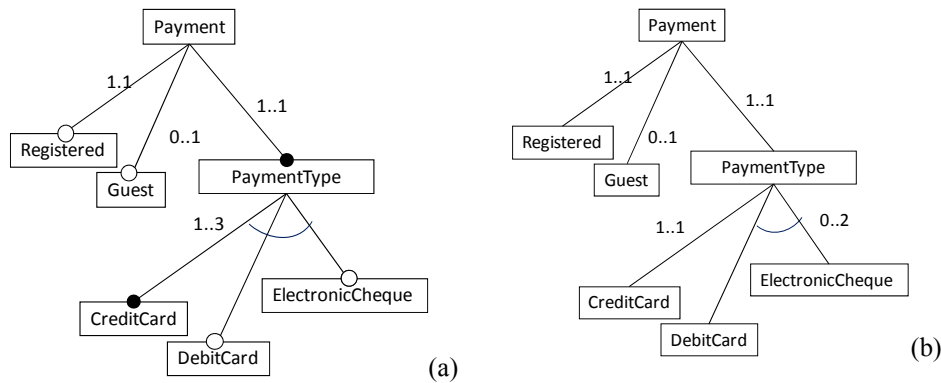 Payment
1..1
1..1
Registered
0..1
Guest
PaymentType
1..3
ElectronicCheque
CreditCard
DebitCard
(a)
Payment
1..1
1..1
Registered
0..1
Guest
PaymentType
1..1
0..2
ElectronicCheque
CreditCard
DebitCard
(b)